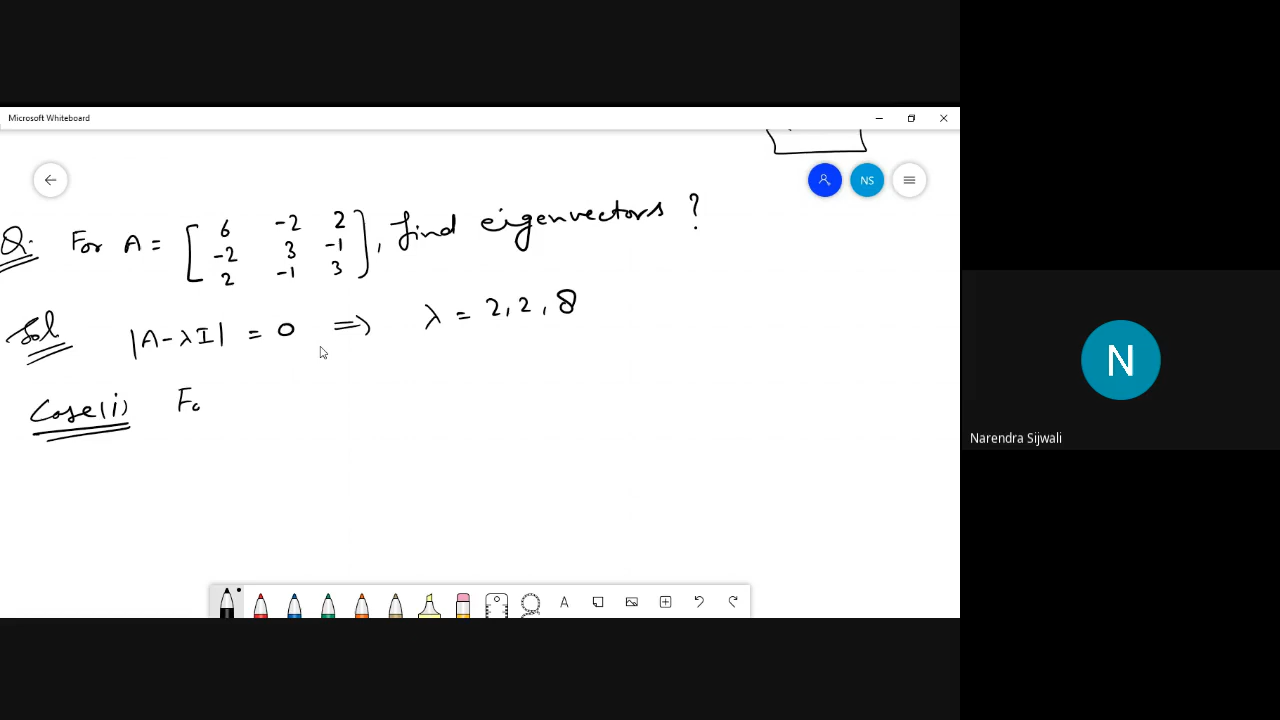 Microsoft Whiteboard
NS
Q. For A = [ 6 -2 2
-2 3 -1
2 -1 3 ], find eigenvectors ?
Sol |A-λI| = 0 ⇒ λ = 2, 2, 8
Case(i) Fo
A
N
Narendra Sijwali